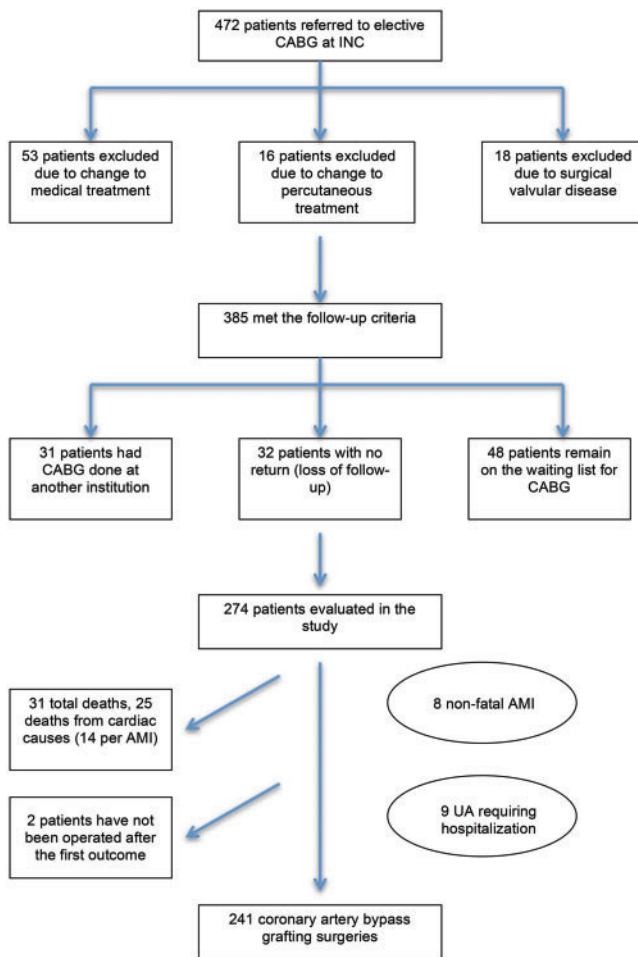 472 patients referred to elective
CABG at INC
53 patients excluded
due to change to
medical treatment
16 patients excluded
due to change to
percutaneous
treatment
18 patients excluded
due to surgical
valvular disease
385 met the follow-up criteria
31 patients had
CABG done at
another institution
32 patients with no
return (loss of follow-
up)
48 patients remain
on the waiting list for
CABG
274 patients evaluated in the
study
31 total deaths, 25
deaths from cardiac
causes (14 per AMI)
8 non-fatal AMI
2 patients have not
been operated after
the first outcome
9 UA requiring
hospitalization
241 coronary artery bypass
grafting surgeries